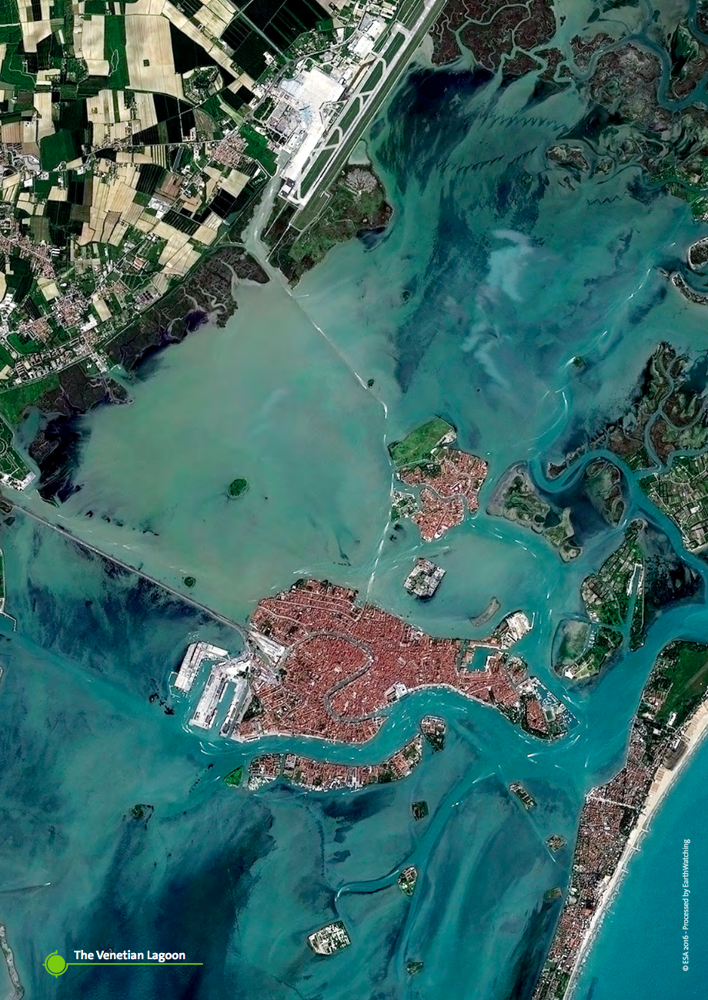 The Venetian Lagoon
© ESA 2016 - Processed by EarthWatching